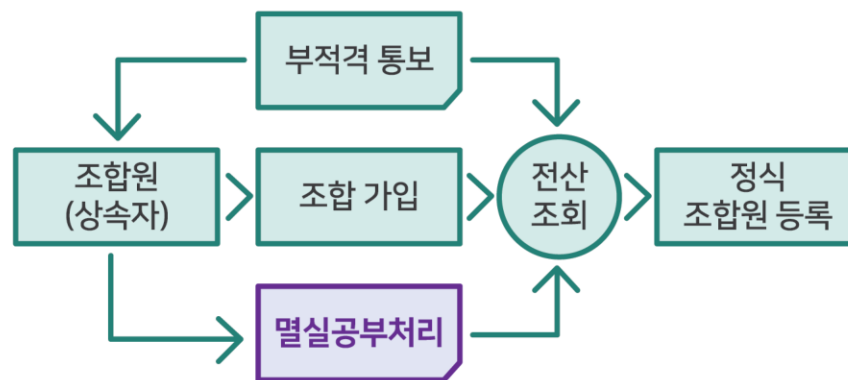 부적격 통보
조합원
(상속자)
조합 가입
전산
조회
정식
조합원 등록
멸실공부처리